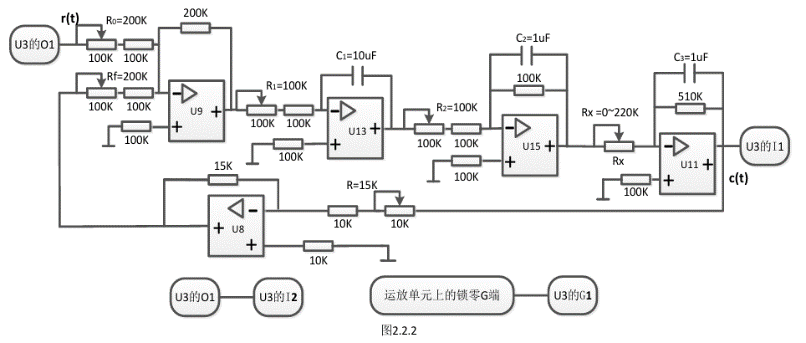 U3的O1
r(t)
R₀=200K
200K
100K
100K
Rf=200K
100K
100K
U9
100K
R₁=100K
100K
100K
C₁=10uF
U13
100K
R₂=100K
100K
100K
C₂=1uF
100K
U15
100K
Rx=0~220K
Rx
C₃=1uF
510K
U11
100K
U3的I1
c(t)
15K
U8
10K
R=15K
10K
10K
U3的O1
U3的I2
运放单元上的锁零G端
U3的G1
图2.2.2